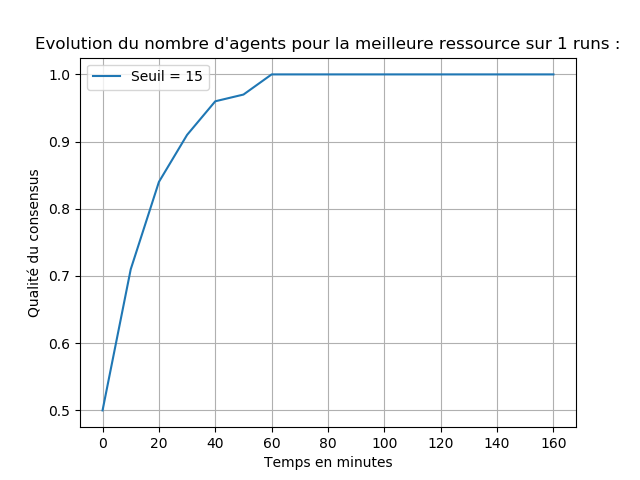 Evolution du nombre d'agents pour la meilleure ressource sur 1 runs :
Seuil = 15
Qualité du consensus
1.0
0.9
0.8
0.7
0.6
0.5
0 20 40 60 80 100 120 140 160
Temps en minutes